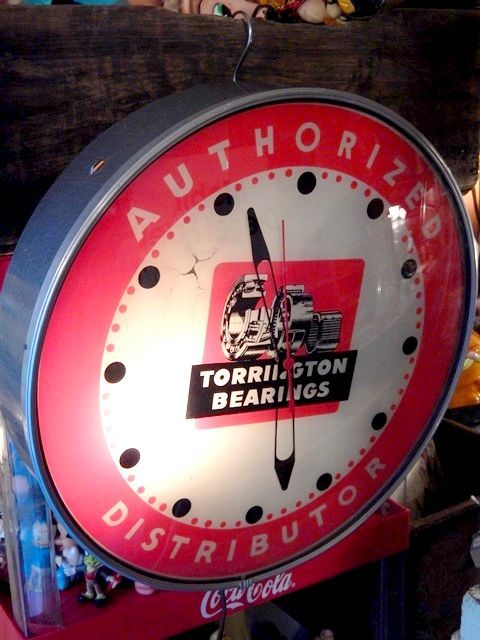 AUTHORIZED
TORRINGTON
BEARINGS
DISTRIBUTOR
Coca-Cola